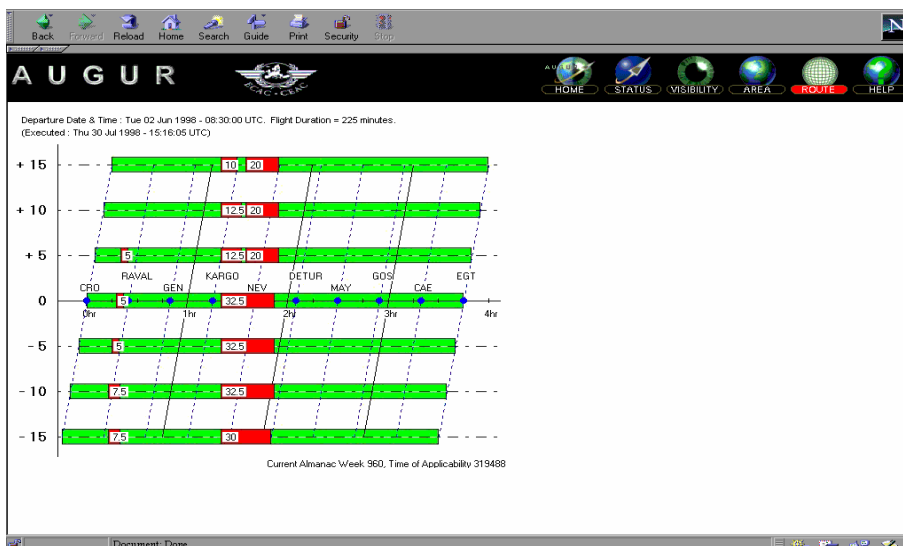 Back Forward Reload Home Search Guide Print Security Stop
N
AUGUR
ECAC · CEAC
AUGUR
HOME STATUS VISIBILITY AREA ROUTE HELP
Departure Date & Time : Tue 02 Jun 1998 - 08:30:00 UTC. Flight Duration = 225 minutes.
(Executed : Thu 30 Jul 1998 - 15:16:05 UTC)
+ 15 10 20
+ 10 12.5 20
+ 5 5 12.5 20
RAVAL KARGO DETUR GOS EGT
CRO GEN NEV MAY CAE
0 5 32.5
0hr 1hr 2hr 3hr 4hr
- 5 5 32.5
- 10 7.5 32.5
- 15 7.5 30
Current Almanac Week 960, Time of Applicability 319488
Document: Done